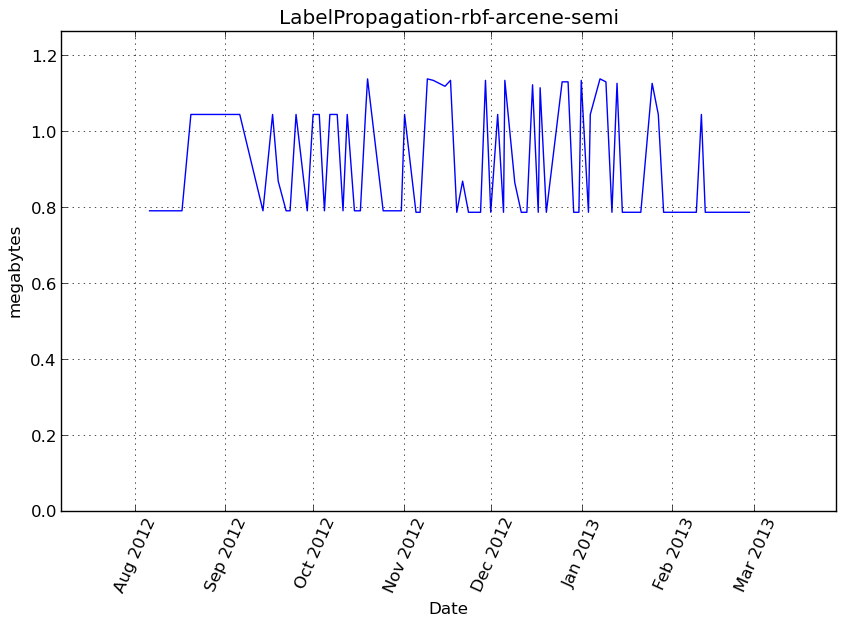 LabelPropagation-rbf-arcene-semi
1.2
1.0
0.8
0.6
0.4
0.2
0.0
megabytes
Aug 2012
Sep 2012
Oct 2012
Nov 2012
Dec 2012
Jan 2013
Feb 2013
Mar 2013
Date